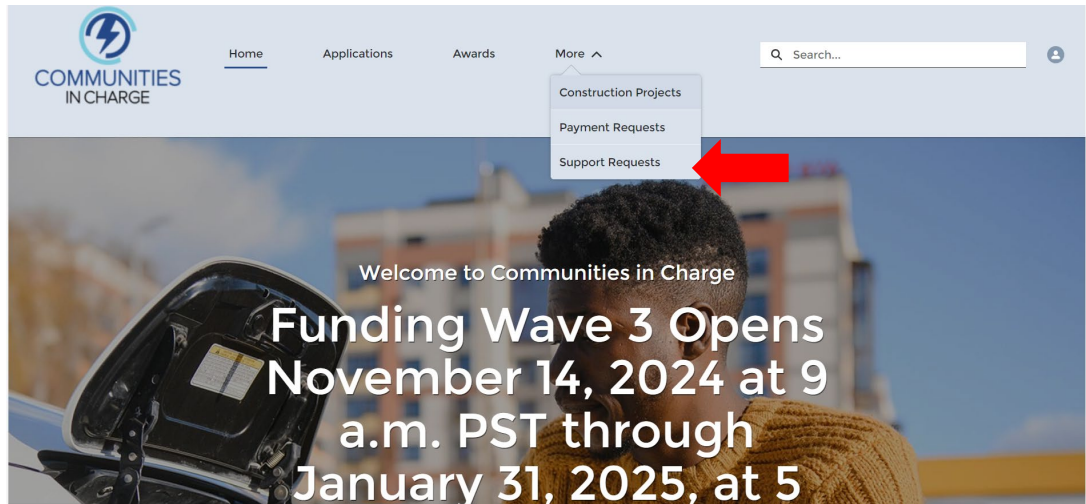 COMMUNITIES
IN CHARGE
Home
Applications
Awards
More
Search...
Construction Projects
Payment Requests
Support Requests
Welcome to Communities in Charge
Funding Wave 3 Opens
November 14, 2024 at 9
a.m. PST through
January 31, 2025, at 5